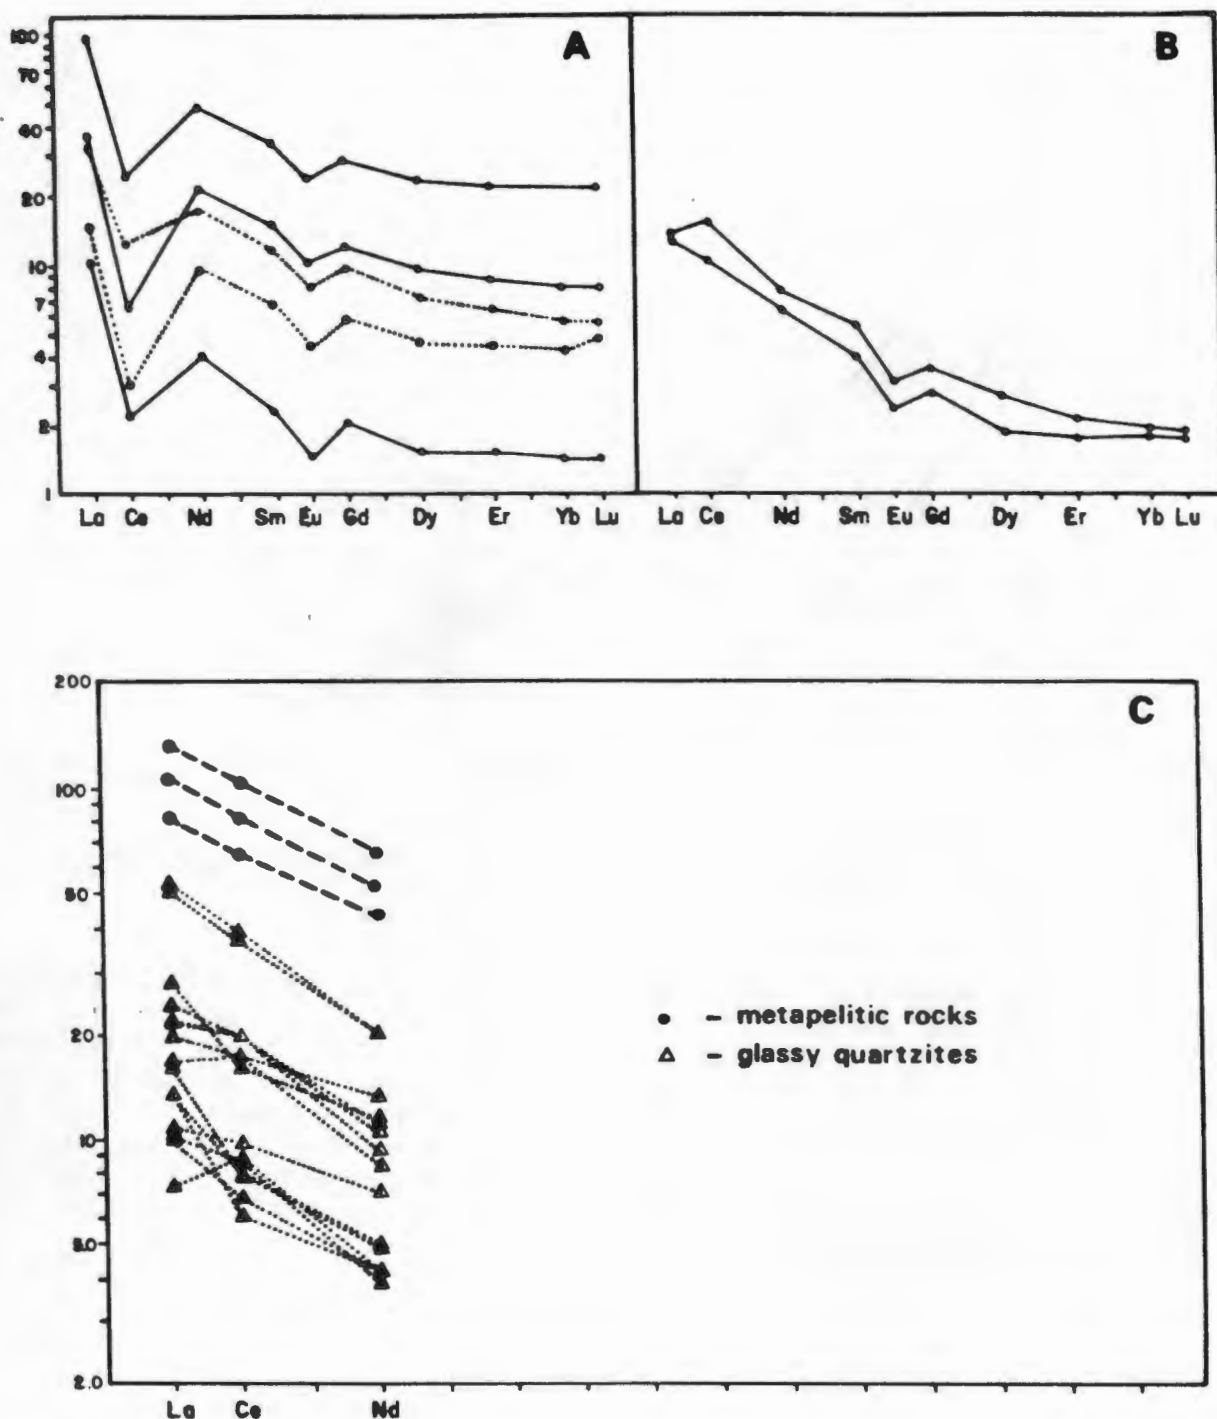 A
B
100
70
40
20
10
7
4
2
1
La Ce Nd Sm Eu Gd Dy Er Yb Lu
La Ce Nd Sm Eu Gd Dy Er Yb Lu
C
200
100
50
20
10
5.0
2.0
● – metapelitic rocks
△ – glassy quartzites
La Ce Nd